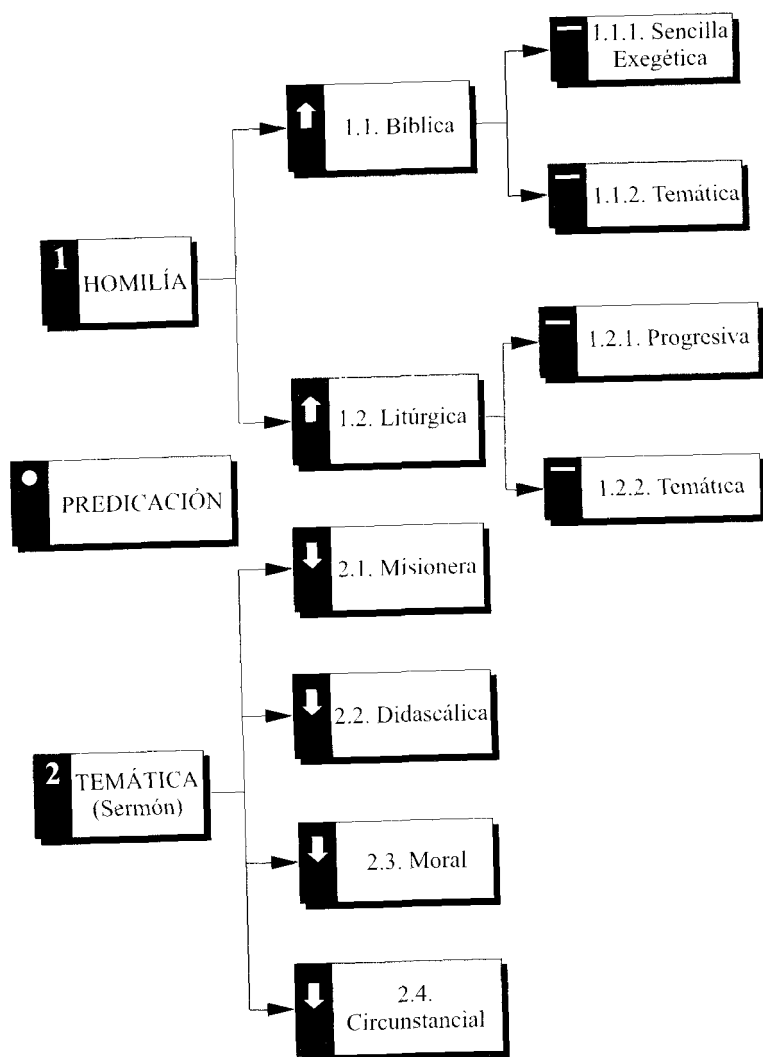 1.1.1. Sencilla
Exegética
1.1. Bíblica
1.1.2. Temática
1
HOMILÍA
1.2.1. Progresiva
1.2. Litúrgica
1.2.2. Temática
PREDICACIÓN
2.1. Misionera
2.2. Didascálica
2
TEMÁTICA
(Sermón)
2.3. Moral
2.4.
Circunstancial